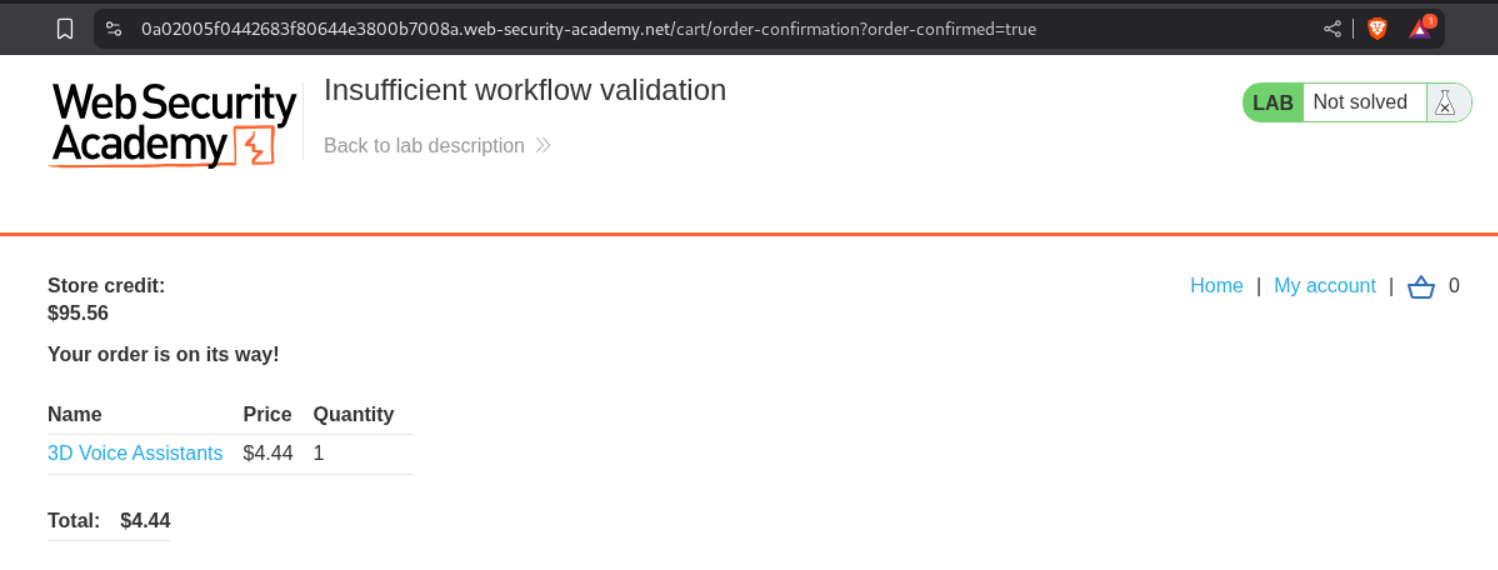 0a02005f0442683f80644e3800b7008a.web-security-academy.net/cart/order-confirmation?order-confirmed=true
1
Web Security
Academy
Insufficient workflow validation
Back to lab description
LAB Not solved
Store credit:
$95.56
Home | My account | 0
Your order is on its way!
Name Price Quantity
3D Voice Assistants $4.44 1
Total: $4.44